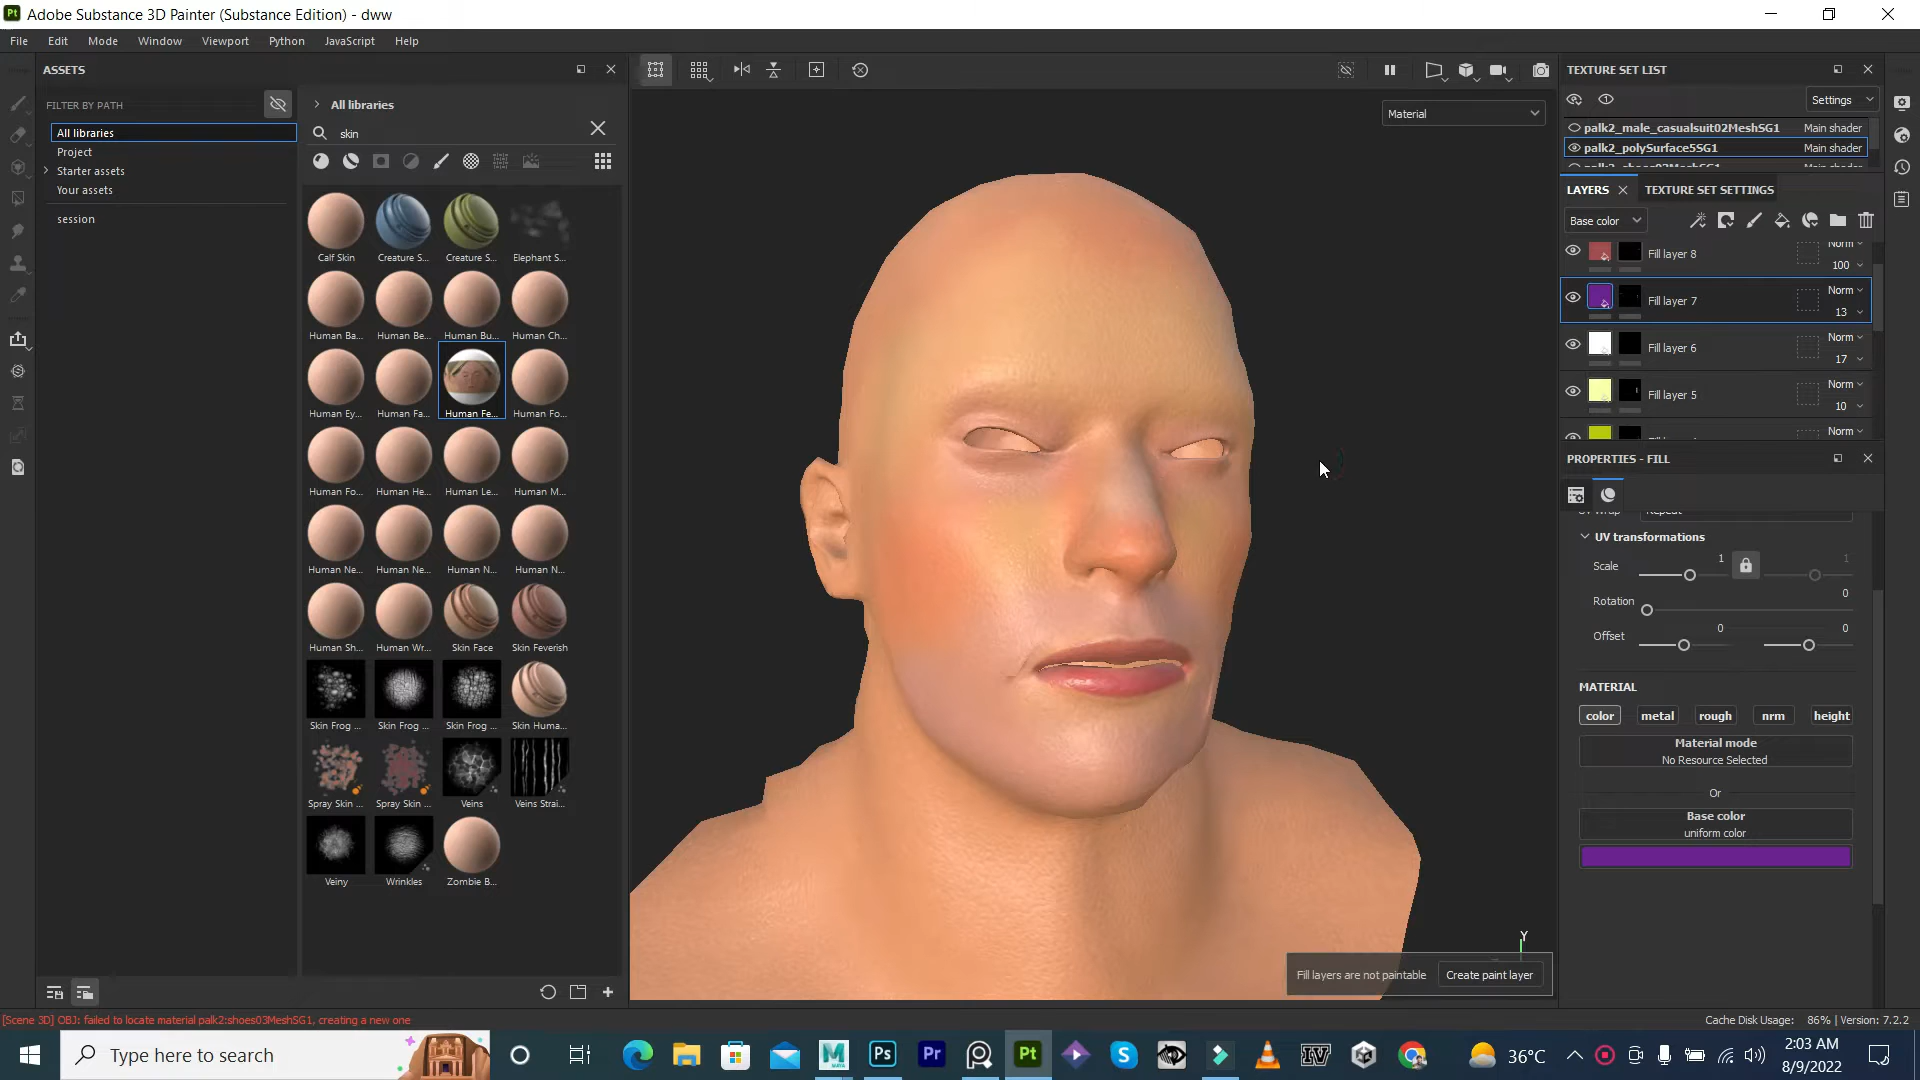 Pt Adobe Substance 3D Painter (Substance Edition) - dww
File Edit Mode Window Viewport Python JavaScript Help
ASSETS
FILTER BY PATH
All libraries
Project
Starter assets
Your assets
session
All libraries
skin
Calf Skin Creature S... Creature S... Elephant S...
Human Ba... Human Be... Human Bu... Human Ch...
Human Ey... Human Fa... Human Fe... Human Fo...
Human Fo... Human He... Human Le... Human M...
Human Ne... Human Ne... Human N... Human N...
Human Sh... Human Wr... Skin Face Skin Feverish
Skin Frog ... Skin Frog ... Skin Frog ... Skin Huma...
Spray Skin ... Spray Skin ... Veins Veins Strai...
Veiny Wrinkles Zombie B...
Material
Y
Fill layers are not paintable Create paint layer
TEXTURE SET LIST
Settings
palk2_male_casualsuit02MeshSG1 Main shader
palk2_polySurface5SG1 Main shader
LAYERS TEXTURE SET SETTINGS
Base color
Norm
Fill layer 8
100
Norm
Fill layer 7
13
Norm
Fill layer 6
17
Norm
Fill layer 5
10
Norm
PROPERTIES - FILL
UV Wrap Repeat
UV transformations
Scale 1 1
Rotation 0
Offset 0 0
MATERIAL
color metal rough nrm height
Material mode
No Resource Selected
Or
Base color
uniform color
[Scene 3D] OBJ: failed to locate material palk2:shoes03MeshSG1, creating a new one
Cache Disk Usage: 86% | Version: 7.2.2
Type here to search
MAYA Ps Pr Pt S IV
36°C
2:03 AM
8/9/2022